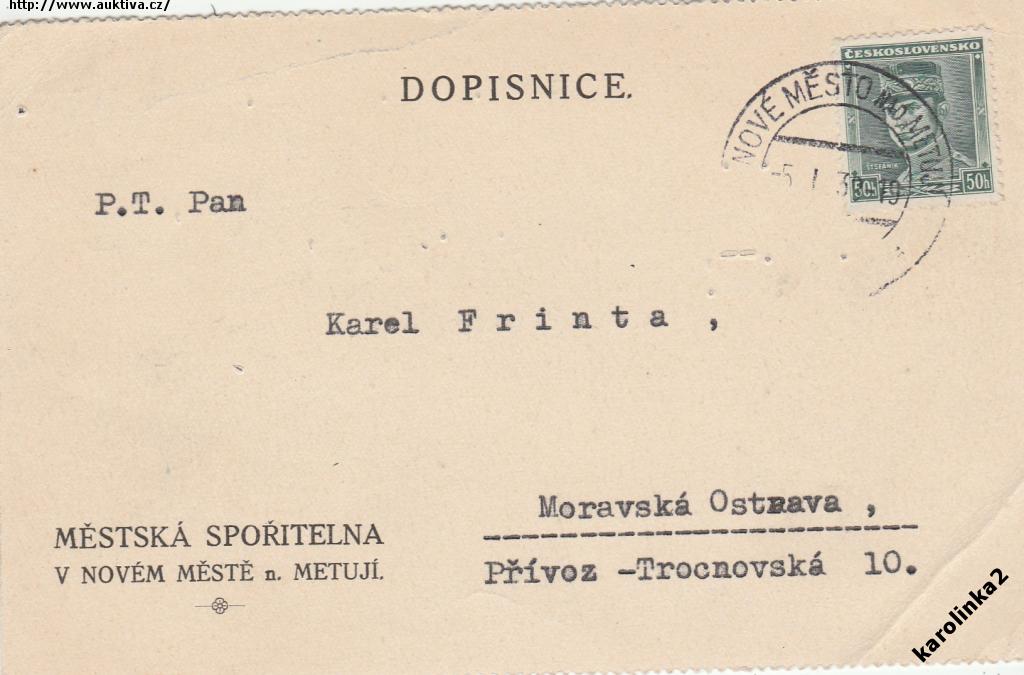 http://www.auktiva.cz/
DOPISNICE.
ČESKOSLOVENSKO
ŠTEFÁNIK
50h 50h
NOVÉ MĚSTO NAD METUJÍ
P.T. Pan
Karel Frinta,
Moravská Ostrava,
Přívoz -Trocnovská 10.
MĚSTSKÁ SPOŘITELNA
V NOVÉM MĚSTĚ n. METUJÍ.
karolinka2